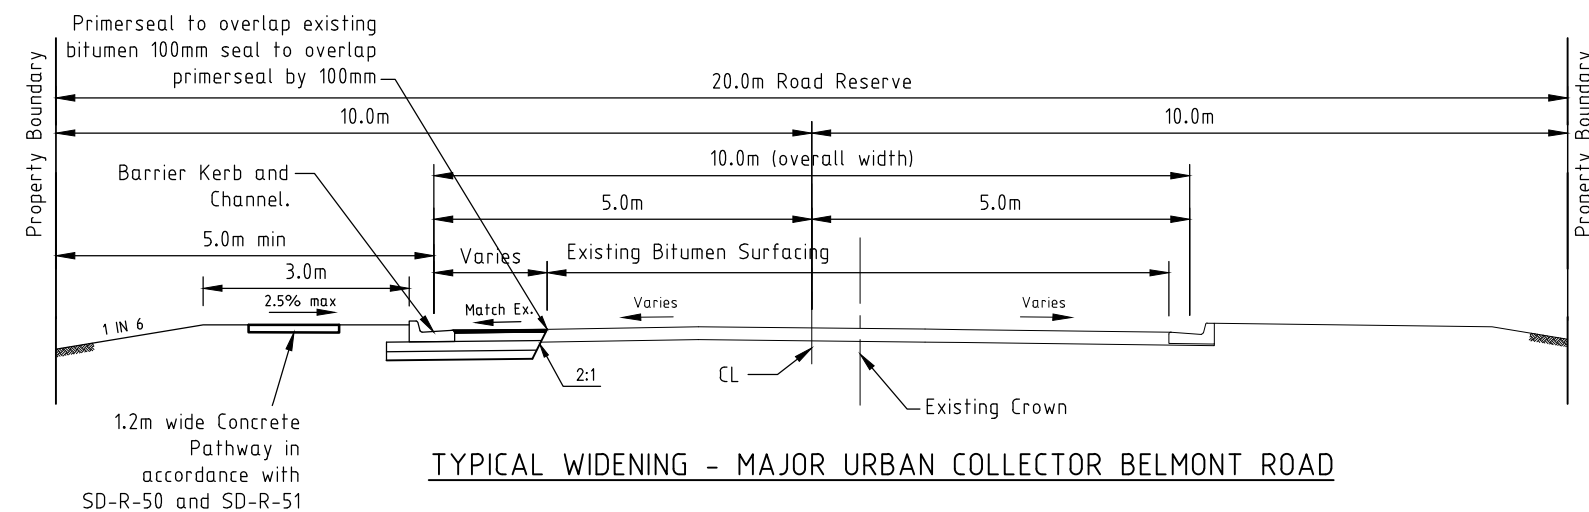 Primerseal to overlap existing
bitumen 100mm seal to overlap
primerseal by 100mm
Property Boundary
Property Boundary
20.0m Road Reserve
10.0m
10.0m
10.0m (overall width)
Barrier Kerb and
Channel.
5.0m
5.0m
5.0m min
Varies
Existing Bitumen Surfacing
3.0m
2.5% max
Match Ex.
Varies
Varies
1 IN 6
2:1
CL
Existing Crown
1.2m wide Concrete
Pathway in
accordance with
SD-R-50 and SD-R-51
TYPICAL WIDENING - MAJOR URBAN COLLECTOR BELMONT ROAD